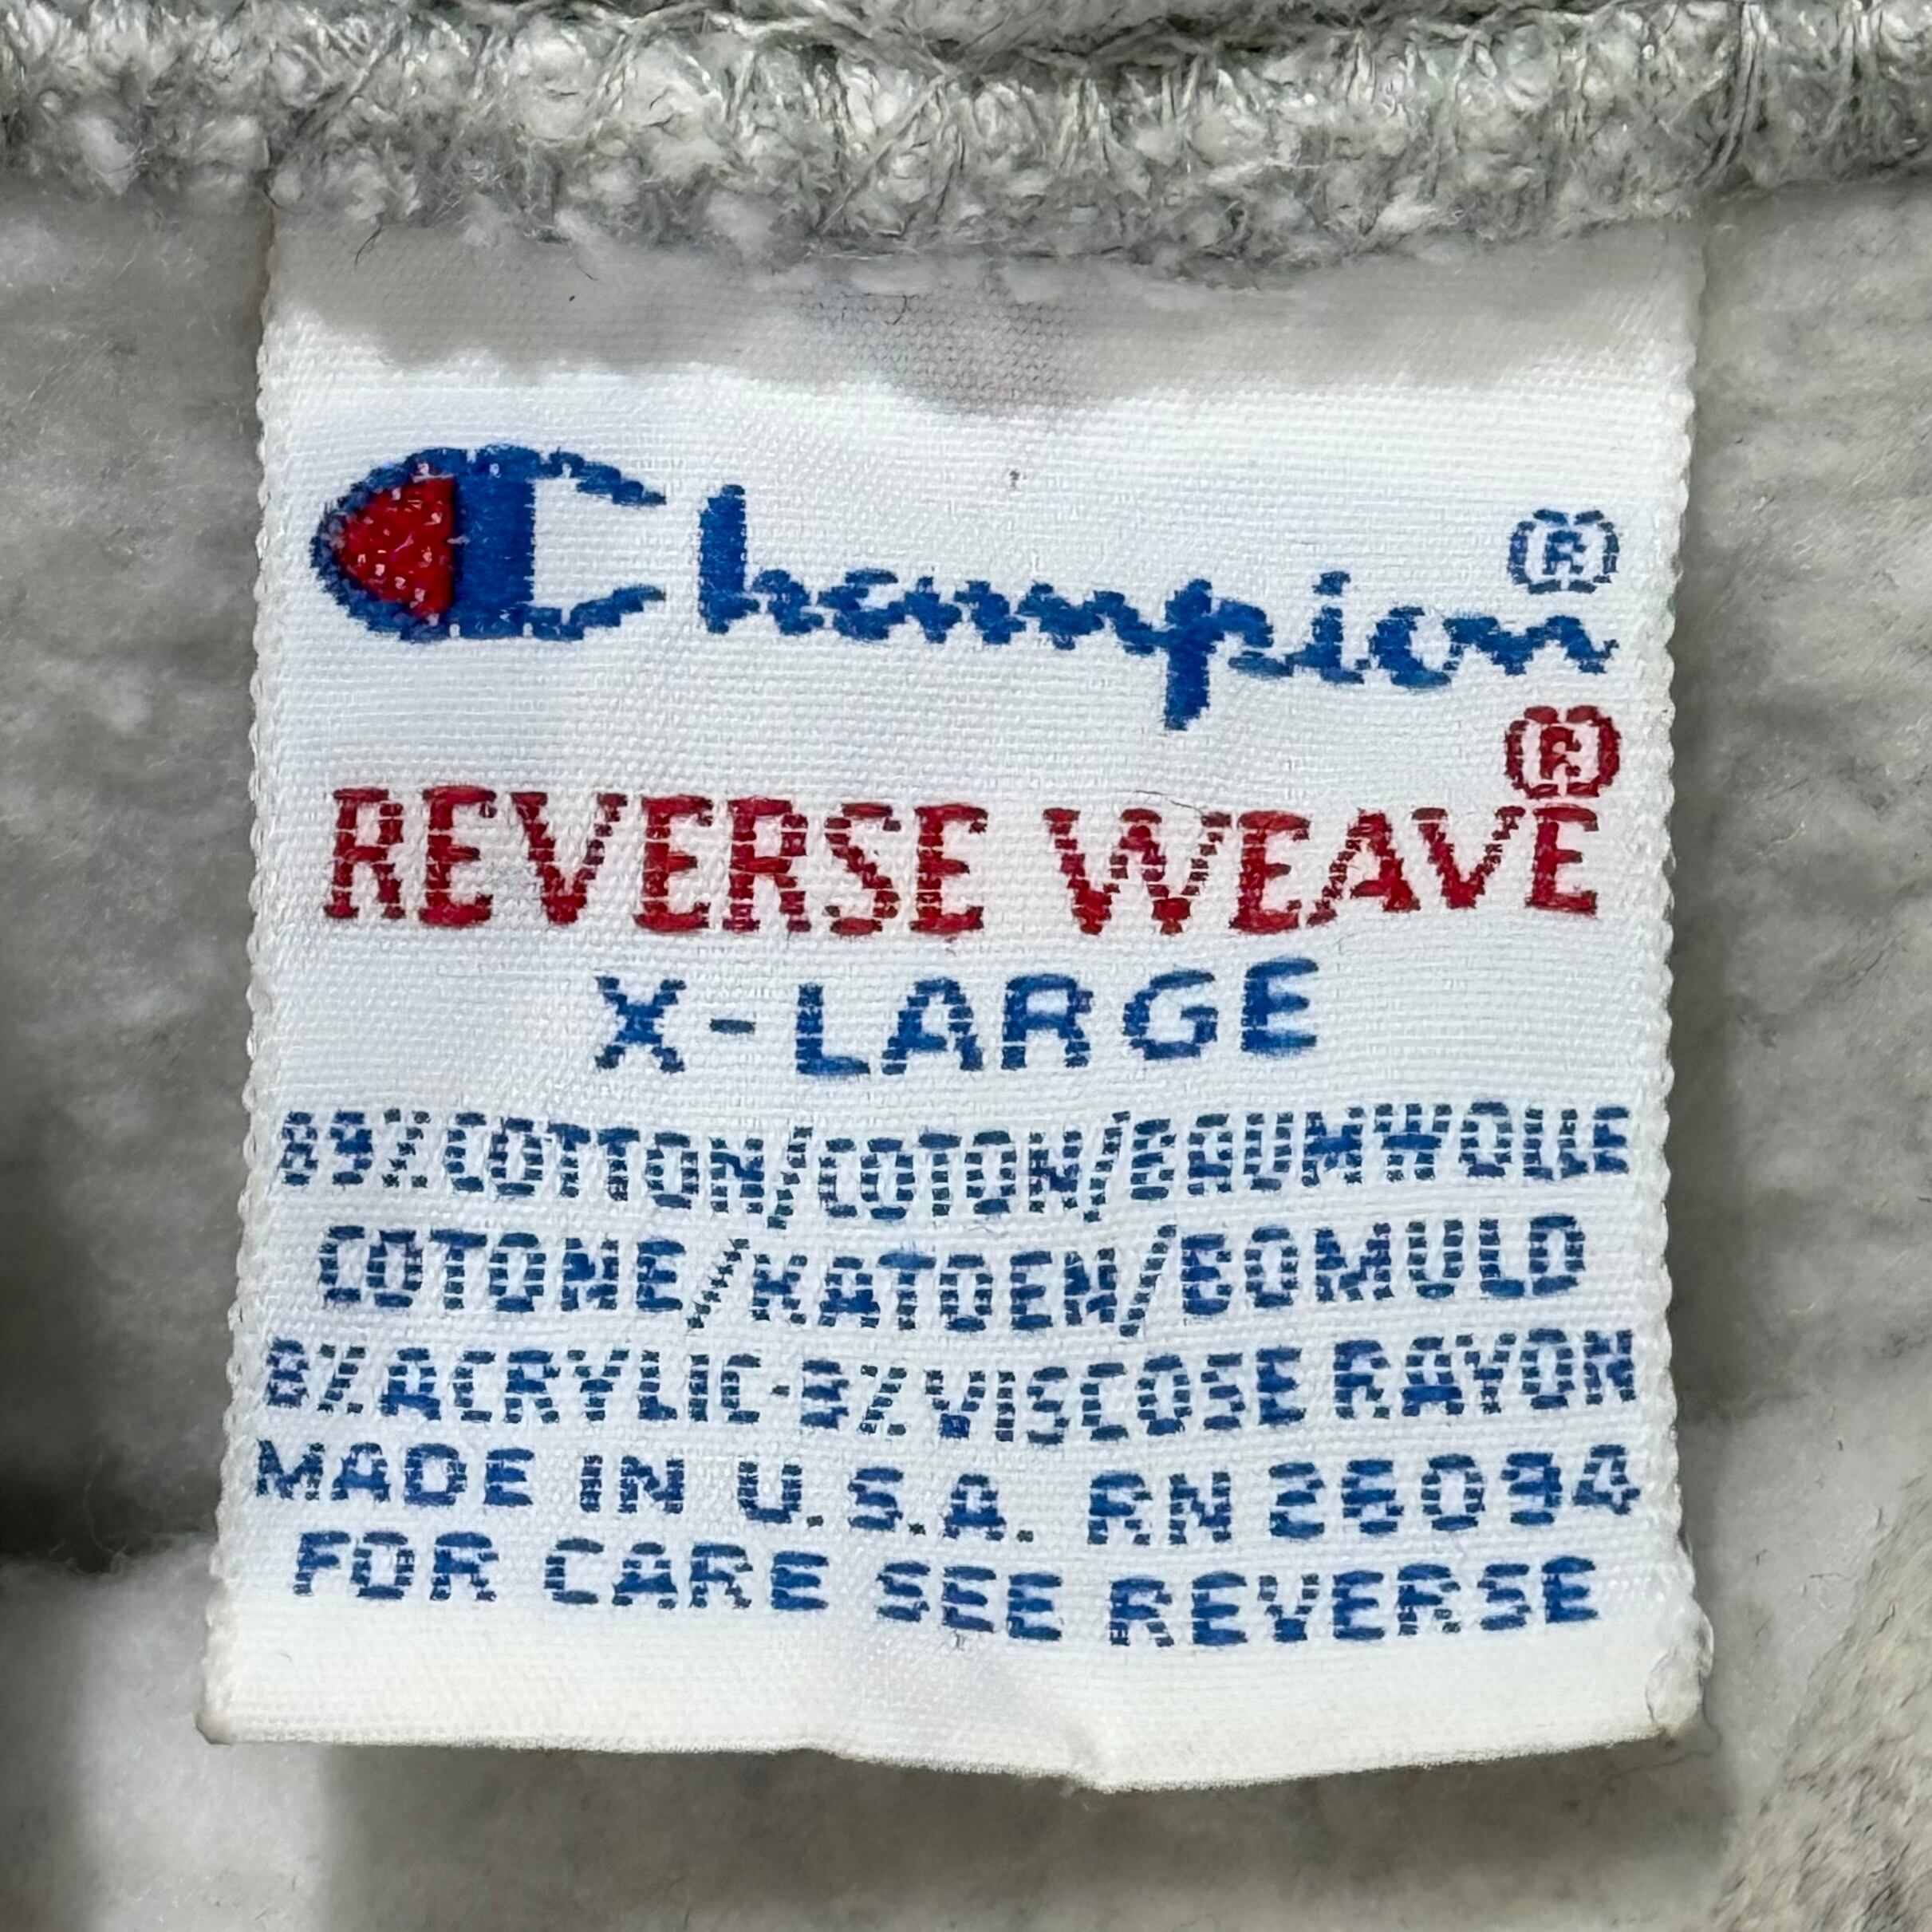 Champion®
REVERSE WEAVE®
X-LARGE
89%COTTON/COTON/BAUMWOLLE
COTONE/KATOEN/BOMULD
8%ACRYLIC-3%VISCOSE RAYON
MADE IN U.S.A. RN 26094
FOR CARE SEE REVERSE